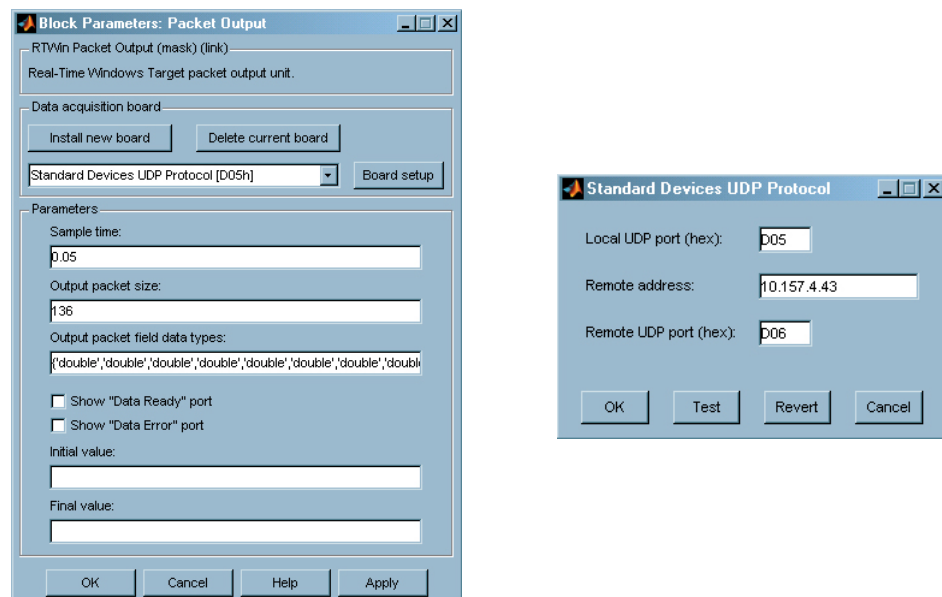 Block Parameters: Packet Output
RTWin Packet Output (mask) (link)
Real-Time Windows Target packet output unit.
Data acquisition board
Install new board
Delete current board
Standard Devices UDP Protocol [D05h]
Board setup
Parameters
Sample time:
0.05
Output packet size:
136
Output packet field data types:
{'double','double','double','double','double','double','double','doubl
Show "Data Ready" port
Show "Data Error" port
Initial value:
Final value:
OK
Cancel
Help
Apply
Standard Devices UDP Protocol
Local UDP port (hex):
D05
Remote address:
10.157.4.43
Remote UDP port (hex):
D06
OK
Test
Revert
Cancel